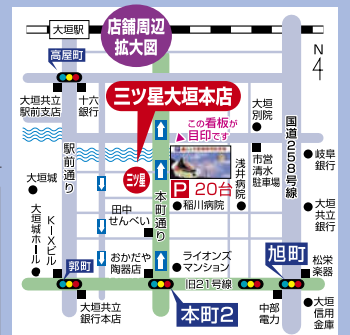 大垣駅
店舗周辺
拡大図
N
4
高屋町
大垣共立
駅前支店
十六
銀行
三ツ星大垣本店
この看板が
目印です
大垣
別院
国道258号線
市営
清水
駐車場
岐阜
銀行
駅前通り
大垣城
三ツ星
P 20台
稲川病院
浅井病院
大垣城ホール
KIXビル
田中
せんべい
本町通り
大垣
共立
銀行
おかだや
陶器店
ライオンズ
マンション
旭町
郭町
旧21号線
松栄
楽器
大垣共立
銀行本店
本町2
中部
電力
大垣
信用
金庫